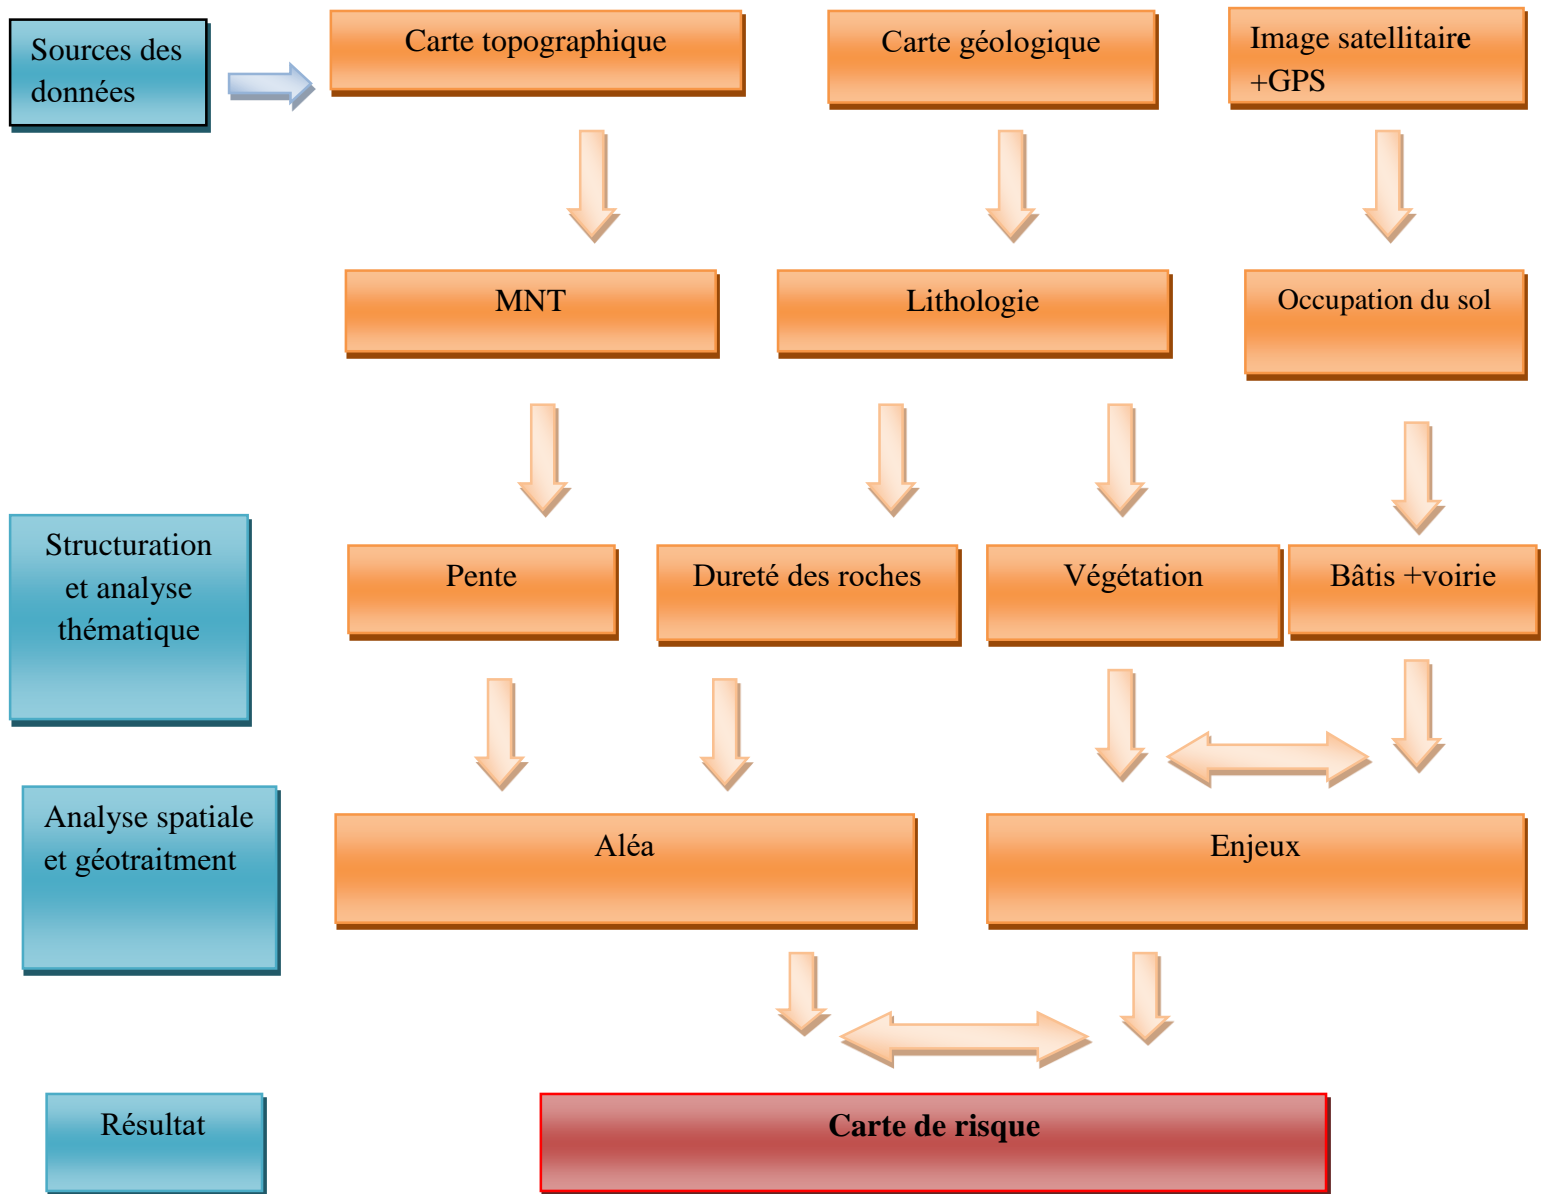 Sources des
données
Carte topographique
Carte géologique
Image satellitaire
+GPS
MNT
Lithologie
Occupation du sol
Structuration
et analyse
thématique
Pente
Dureté des roches
Végétation
Bâtis +voirie
Analyse spatiale
et géotraitment
Aléa
Enjeux
Résultat
Carte de risque